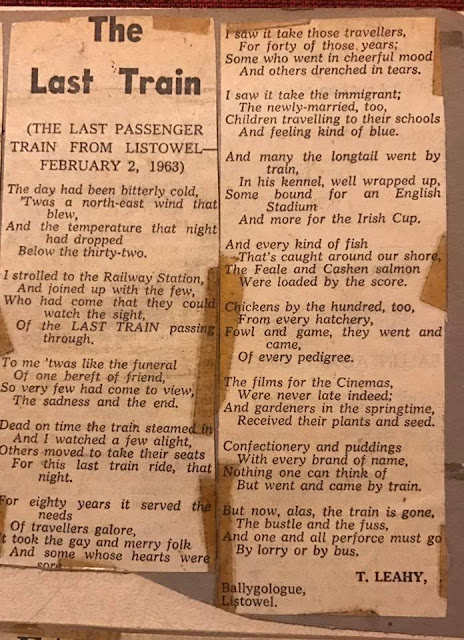 The
Last Train
(THE LAST PASSENGER
TRAIN FROM LISTOWEL—
FEBRUARY 2, 1963)
The day had been bitterly cold,
'Twas a north-east wind that
blew,
And the temperature that night
had dropped
Below the thirty-two.
I strolled to the Railway Station,
And joined up with the few,
Who had come that they could
watch the sight,
Of the LAST TRAIN passing
through.
To me 'twas like the funeral
Of one bereft of friend,
So very few had come to view,
The sadness and the end.
Dead on time the train steamed in
And I watched a few alight,
Others moved to take their seats
For this last train ride, that
night.
For eighty years it served the
needs
Of travellers galore,
It took the gay and merry folk
And some whose hearts were
sore
I saw it take those travellers,
For forty of those years;
Some who went in cheerful mood
And others drenched in tears.
I saw it take the immigrant;
The newly-married, too,
Children travelling to their schools
And feeling kind of blue.
And many the longtail went by
train,
In his kennel, well wrapped up,
Some bound for an English
Stadium
And more for the Irish Cup.
And every kind of fish
That's caught around our shore,
The Feale and Cashen salmon
Were loaded by the score.
Chickens by the hundred, too,
From every hatchery,
Fowl and game, they went and
came,
Of every pedigree.
The films for the Cinemas,
Were never late indeed;
And gardeners in the springtime,
Received their plants and seed.
Confectionery and puddings
With every brand of name,
Nothing one can think of
But went and came by train.
But now, alas, the train is gone,
The bustle and the fuss,
And one and all perforce must go
By lorry or by bus.
T. LEAHY,
Ballygologue,
Listowel.